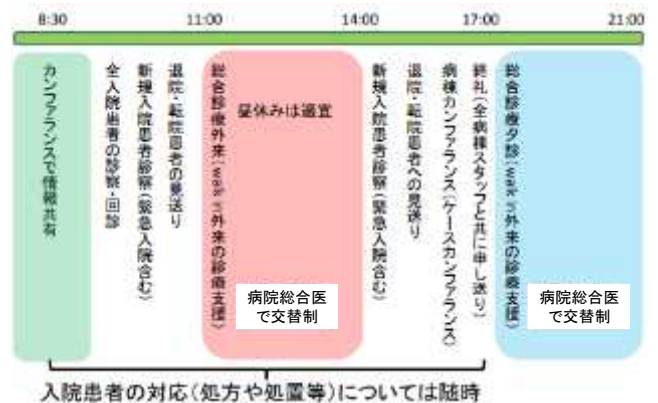 8:30
11:00
14:00
17:00
21:00
カンファランスで情報共有
全入院患者の診察・回診
新規入院患者診察(緊急入院含む)
退院・転院患者の見送り
総合診療外来(walk in外来の診療支援)
昼休みは適宜
病院総合医
で交替制
新規入院患者診察(緊急入院含む)
退院・転院患者への見送り
病棟カンファランス(ケースカンファランス)
終礼(全病棟スタッフと共に申し送り)
総合診療夕診(walk in外来の診療支援)
病院総合医
で交替制
入院患者の対応(処方や処置等)については随時